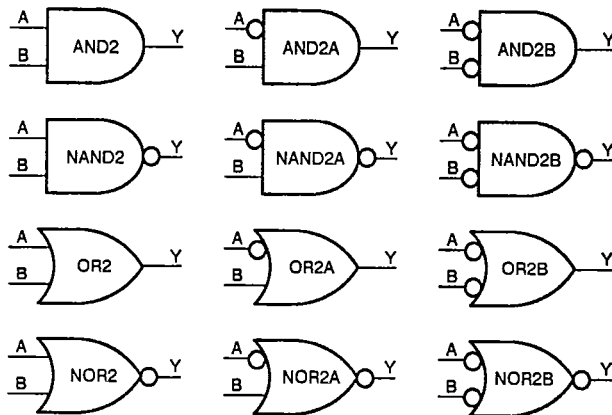 A AND2 Y
B
A AND2A Y
B
A AND2B Y
B
A NAND2 Y
B
A NAND2A Y
B
A NAND2B Y
B
A OR2 Y
B
A OR2A Y
B
A OR2B Y
B
A NOR2 Y
B
A NOR2A Y
B
A NOR2B Y
B